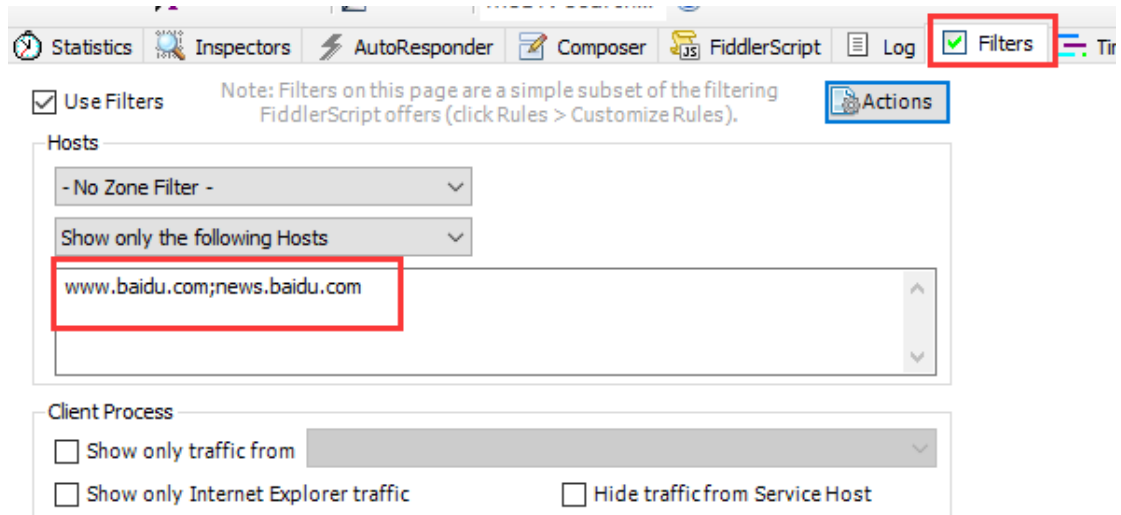 Statistics Inspectors AutoResponder Composer FiddlerScript Log Filters
Use Filters
Note: Filters on this page are a simple subset of the filtering
FiddlerScript offers (click Rules > Customize Rules).
Actions
Hosts
- No Zone Filter -
Show only the following Hosts
www.baidu.com;news.baidu.com
Client Process
Show only traffic from
Show only Internet Explorer traffic Hide traffic from Service Host